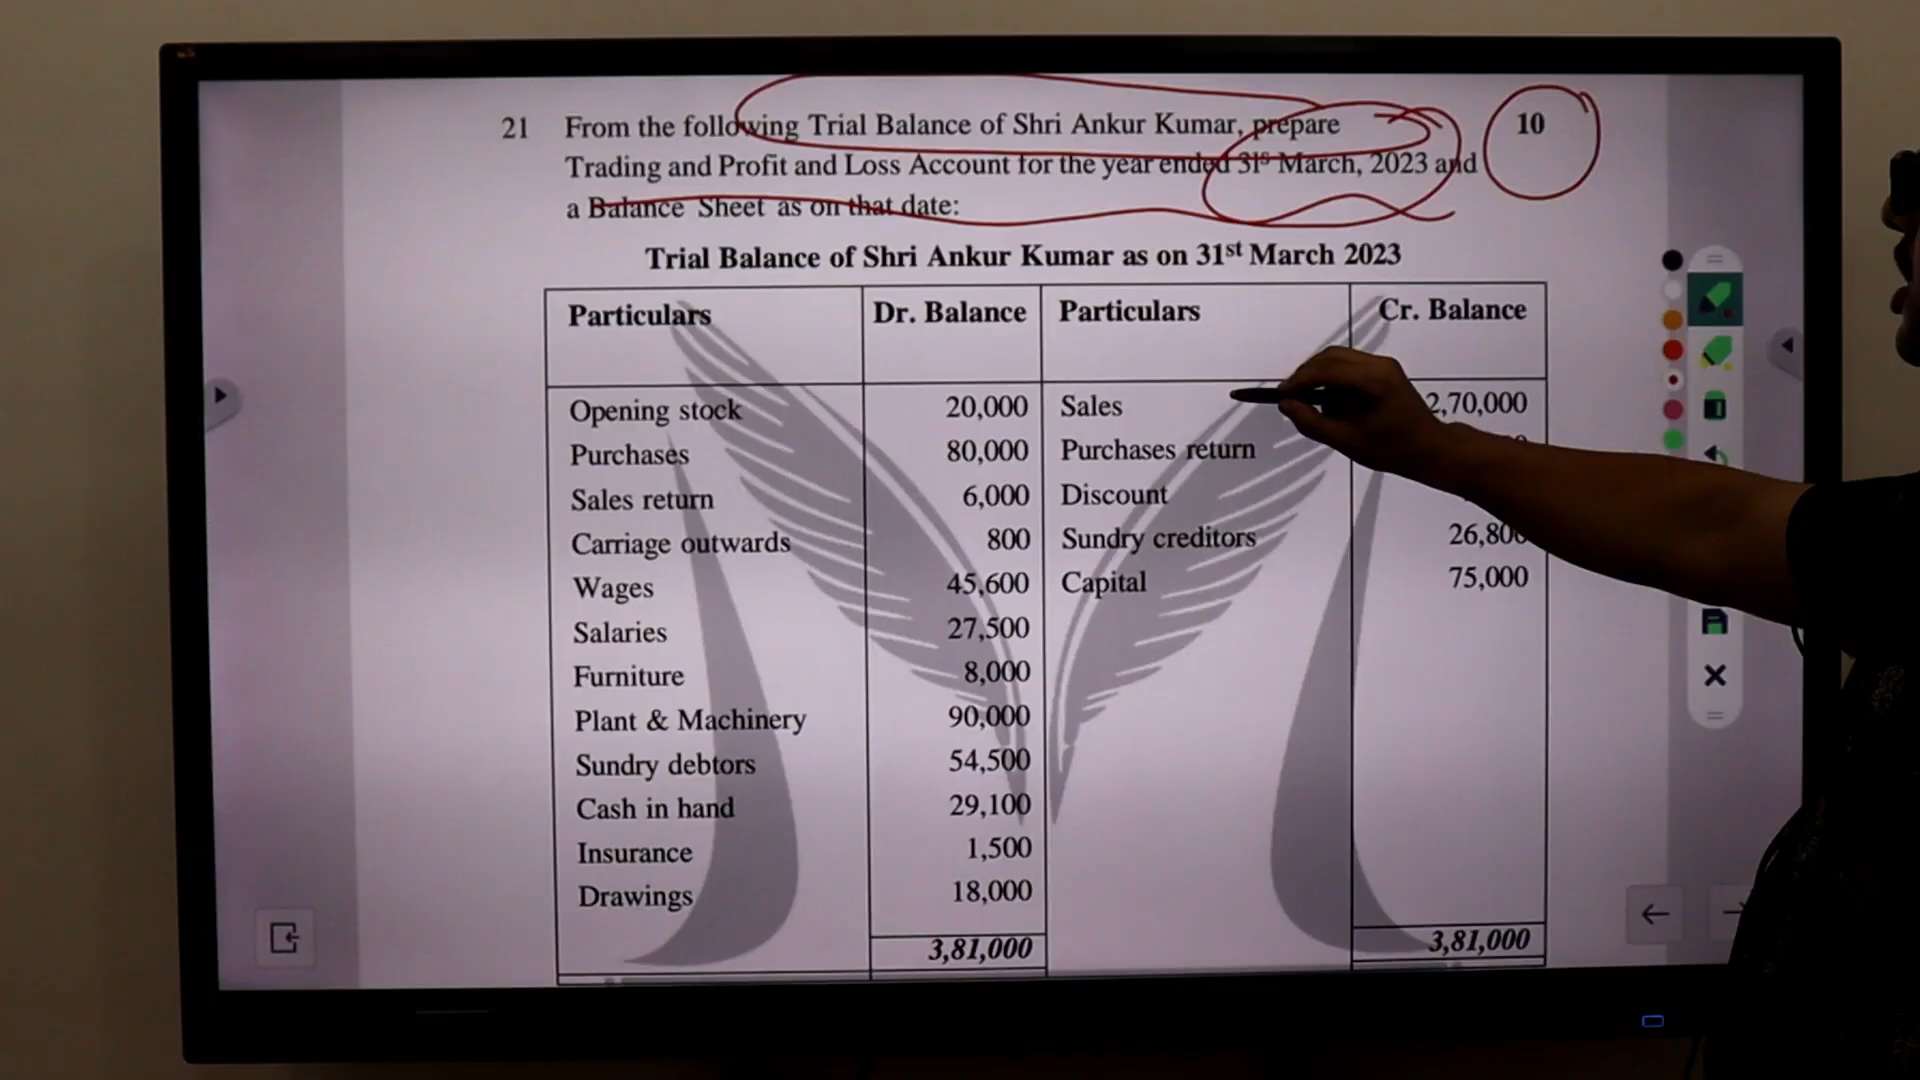 21 From the following Trial Balance of Shri Ankur Kumar, prepare 10
Trading and Profit and Loss Account for the year ended 31st March, 2023 and
a Balance Sheet as on that date:
Trial Balance of Shri Ankur Kumar as on 31st March 2023
Particulars Dr. Balance Particulars Cr. Balance
Opening stock 20,000 Sales 2,70,000
Purchases 80,000 Purchases return
Sales return 6,000 Discount
Carriage outwards 800 Sundry creditors 26,800
Wages 45,600 Capital 75,000
Salaries 27,500
Furniture 8,000
Plant & Machinery 90,000
Sundry debtors 54,500
Cash in hand 29,100
Insurance 1,500
Drawings 18,000
3,81,000 3,81,000